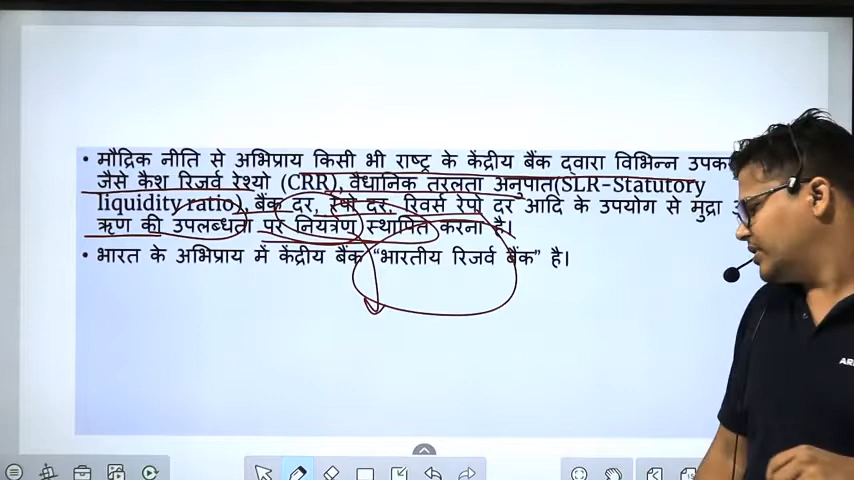 • मौद्रिक नीति से अभिप्राय किसी भी राष्ट्र के केंद्रीय बैंक द्वारा विभिन्न
जैसे कैश रिजर्व रेश्यो (CRR), वैधानिक तरलता अनुपात(SLR-Statutory
liquidity ratio), बैंक दर, रेपो दर, रिवर्स रेपो दर आदि के उपयोग से मुद्रा
ऋण की उपलब्धता पर नियंत्रण स्थापित करना है।
• भारत के अभिप्राय में केंद्रीय बैंक “भारतीय रिजर्व बैंक” है।